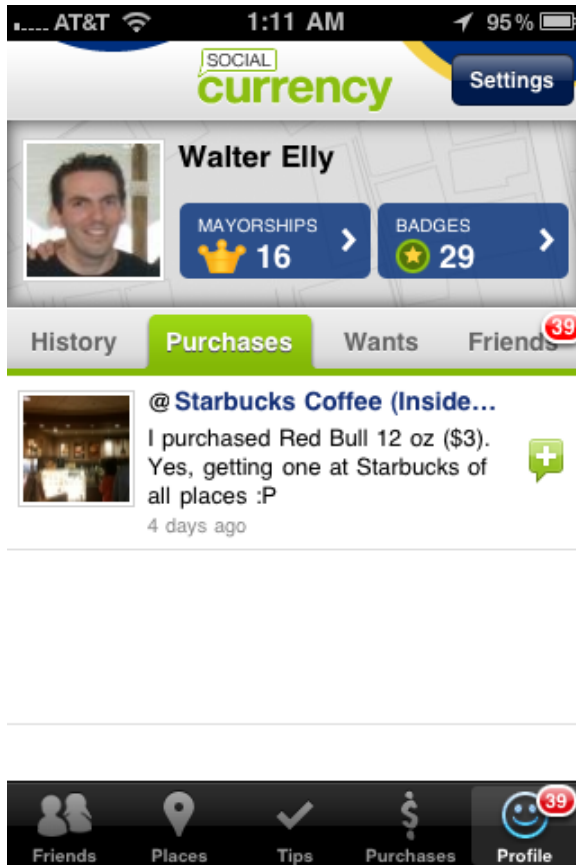 AT&T 1:11 AM 95%
SOCIAL
currency
Settings
Walter Elly
MAYORSHIPS
16
BADGES
29
History Purchases Wants Friends 39
@ Starbucks Coffee (Inside...
I purchased Red Bull 12 oz ($3).
Yes, getting one at Starbucks of
all places :P
4 days ago
39
Friends Places Tips Purchases Profile